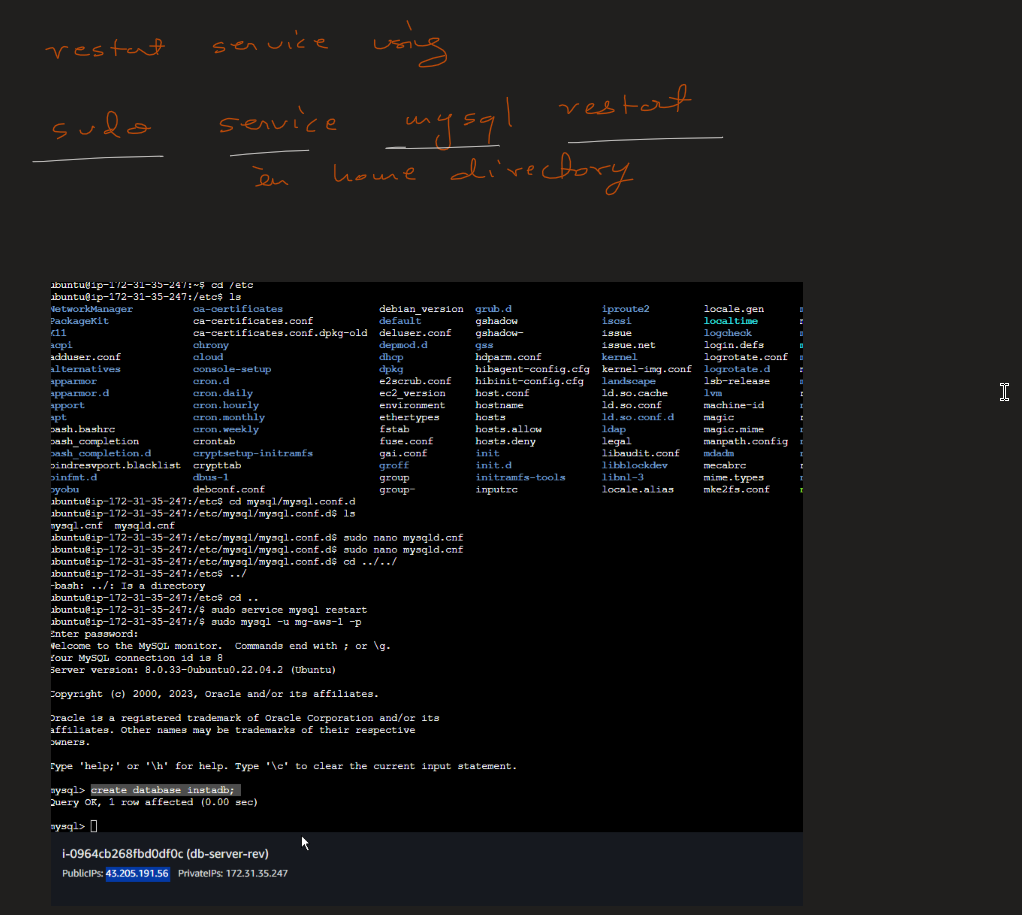 restart service using
sudo service mysql restart
in home directory
ubuntu@ip-172-31-35-247:~$ cd /etc
ubuntu@ip-172-31-35-247:/etc$ ls
NetworkManager ca-certificates debian_version grub.d iproute2 locale.gen
PackageKit ca-certificates.conf default gshadow iscsi localtime
X11 ca-certificates.conf.dpkg-old deluser.conf gshadow- issue logcheck
acpi chrony depmod.d gss issue.net login.defs
adduser.conf cloud dhcp hdparm.conf kernel logrotate.conf
alternatives console-setup dpkg hibagent-config.cfg kernel-img.conf logrotate.d
apparmor cron.d e2scrub.conf hibinit-config.cfg landscape lsb-release
apparmor.d cron.daily ec2_version host.conf ld.so.cache lvm
apport cron.hourly environment hostname ld.so.conf machine-id
apt cron.monthly ethertypes hosts ld.so.conf.d magic
bash.bashrc cron.weekly fstab hosts.allow ldap magic.mime
bash_completion crontab fuse.conf hosts.deny legal manpath.config
bash_completion.d cryptsetup-initramfs gai.conf init libaudit.conf mdadm
bindresvport.blacklist crypttab groff init.d libblockdev mecabrc
binfmt.d dbus-1 group initramfs-tools libnl-3 mime.types
byobu debconf.conf group- inputrc locale.alias mke2fs.conf
ubuntu@ip-172-31-35-247:/etc$ cd mysql/mysql.conf.d
ubuntu@ip-172-31-35-247:/etc/mysql/mysql.conf.d$ ls
mysql.cnf mysqld.cnf
ubuntu@ip-172-31-35-247:/etc/mysql/mysql.conf.d$ sudo nano mysqld.cnf
ubuntu@ip-172-31-35-247:/etc/mysql/mysql.conf.d$ sudo nano mysqld.cnf
ubuntu@ip-172-31-35-247:/etc/mysql/mysql.conf.d$ cd ../../
ubuntu@ip-172-31-35-247:/etc$ ../
-bash: ../: Is a directory
ubuntu@ip-172-31-35-247:/etc$ cd ..
ubuntu@ip-172-31-35-247:/$ sudo service mysql restart
ubuntu@ip-172-31-35-247:/$ sudo mysql -u mg-aws-1 -p
Enter password:
Welcome to the MySQL monitor.  Commands end with ; or \g.
Your MySQL connection id is 8
Server version: 8.0.33-0ubuntu0.22.04.2 (Ubuntu)
Copyright (c) 2000, 2023, Oracle and/or its affiliates.
Oracle is a registered trademark of Oracle Corporation and/or its
affiliates. Other names may be trademarks of their respective
owners.
Type 'help;' or '\h' for help. Type '\c' to clear the current input statement.
mysql> create database instadb;
Query OK, 1 row affected (0.00 sec)
mysql>
i-0964cb268fbd0df0c (db-server-rev)
PublicIPs: 43.205.191.56 PrivateIPs: 172.31.35.247